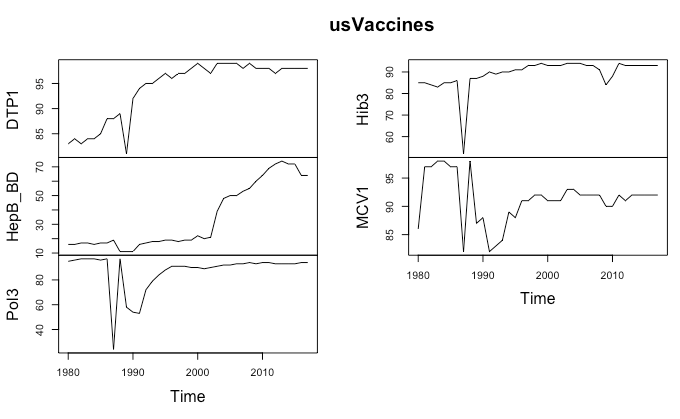 usVaccines
DTP1
85 90 95
HepB_BD
10 30 50 70
Pol3
40 60 80
1980 1990 2000 2010
Time
Hib3
60 70 80 90
MCV1
85 90 95
1980 1990 2000 2010
Time